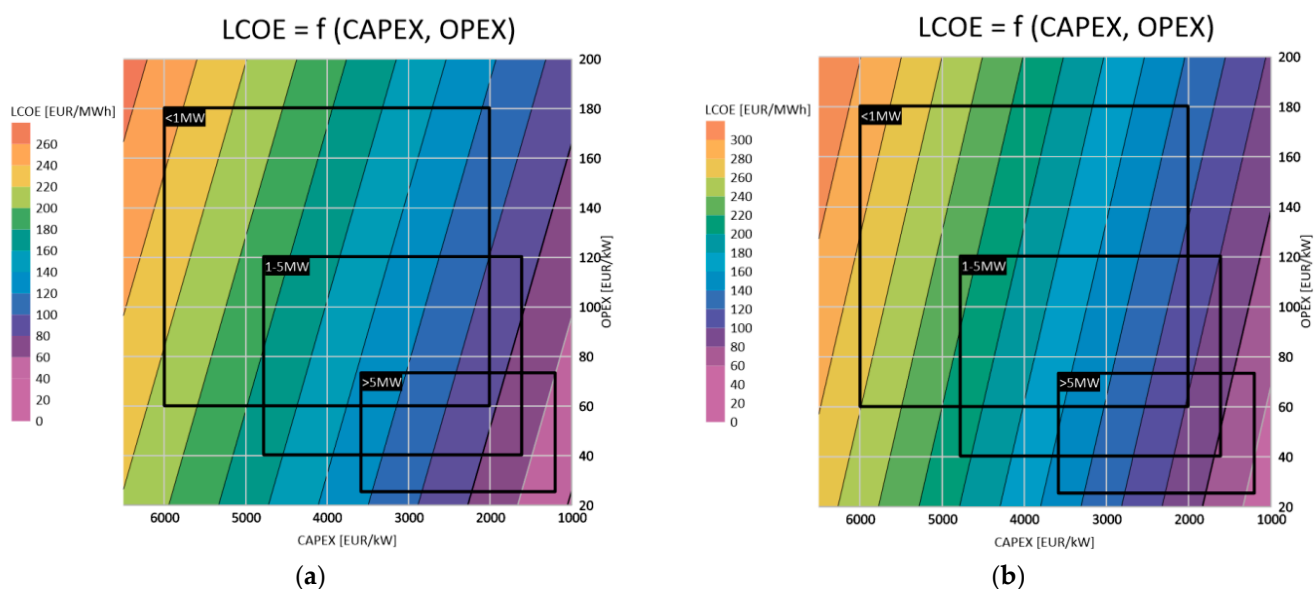 LCOE = f (CAPEX, OPEX)
LCOE [EUR/MWh]
260
240
220
200
180
160
140
120
100
80
60
40
20
0
<1MW
1-5MW
>5MW
200
180
160
140
120
100
80
60
40
20
OPEX [EUR/kW]
6000 5000 4000 3000 2000 1000
CAPEX [EUR/kW]
(a)
LCOE = f (CAPEX, OPEX)
LCOE [EUR/MWh]
300
280
260
220
200
180
160
140
120
100
80
60
40
20
0
<1MW
1-5MW
>5MW
200
180
160
140
120
100
80
60
40
20
OPEX [EUR/kW]
6000 5000 4000 3000 2000 1000
CAPEX [EUR/kW]
(b)